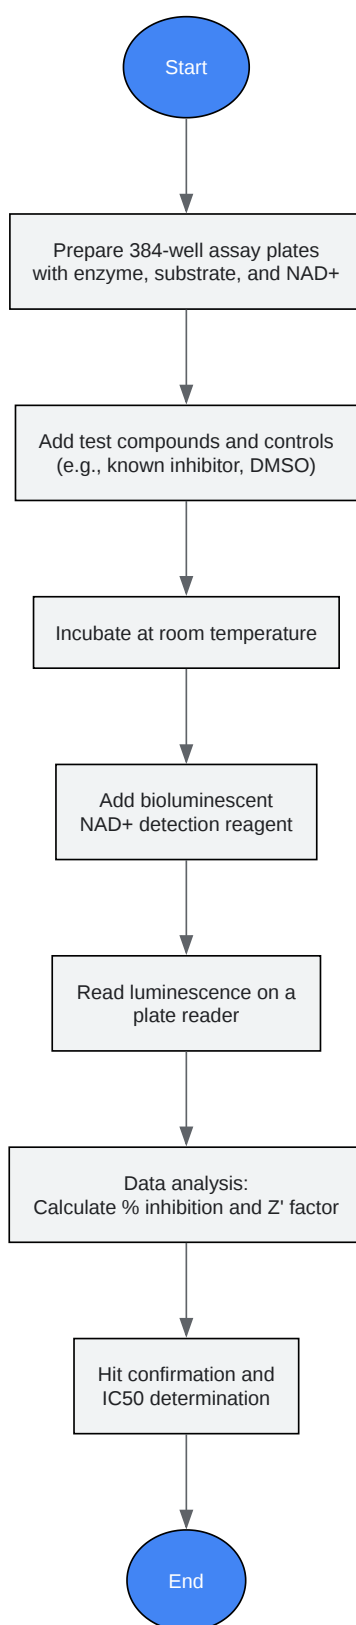 Start
Prepare 384-well assay plates
with enzyme, substrate, and NAD+
Add test compounds and controls
(e.g., known inhibitor, DMSO)
Incubate at room temperature
Add bioluminescent
NAD+ detection reagent
Read luminescence on a
plate reader
Data analysis:
Calculate % inhibition and Z' factor
Hit confirmation and
IC50 determination
End